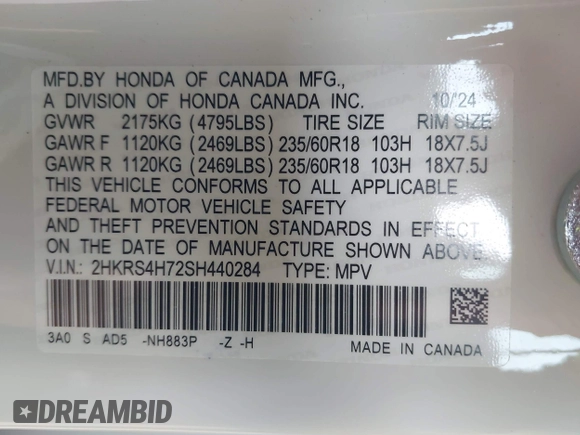 MFD.BY HONDA OF CANADA MFG.,
A DIVISION OF HONDA CANADA INC. 10/'24
GVWR 2175KG (4795LBS) TIRE SIZE RIM SIZE
GAWR F 1120KG (2469LBS) 235/60R18 103H 18X7.5J
GAWR R 1120KG (2469LBS) 235/60R18 103H 18X7.5J
THIS VEHICLE CONFORMS TO ALL APPLICABLE
FEDERAL MOTOR VEHICLE SAFETY
AND THEFT PREVENTION STANDARDS IN EFFECT
ON THE DATE OF MANUFACTURE SHOWN ABOVE
V.I.N.: 2HKRS4H72SH440284 TYPE: MPV
3A0 S AD5 -NH883P -Z -H MADE IN CANADA
DREAMBID